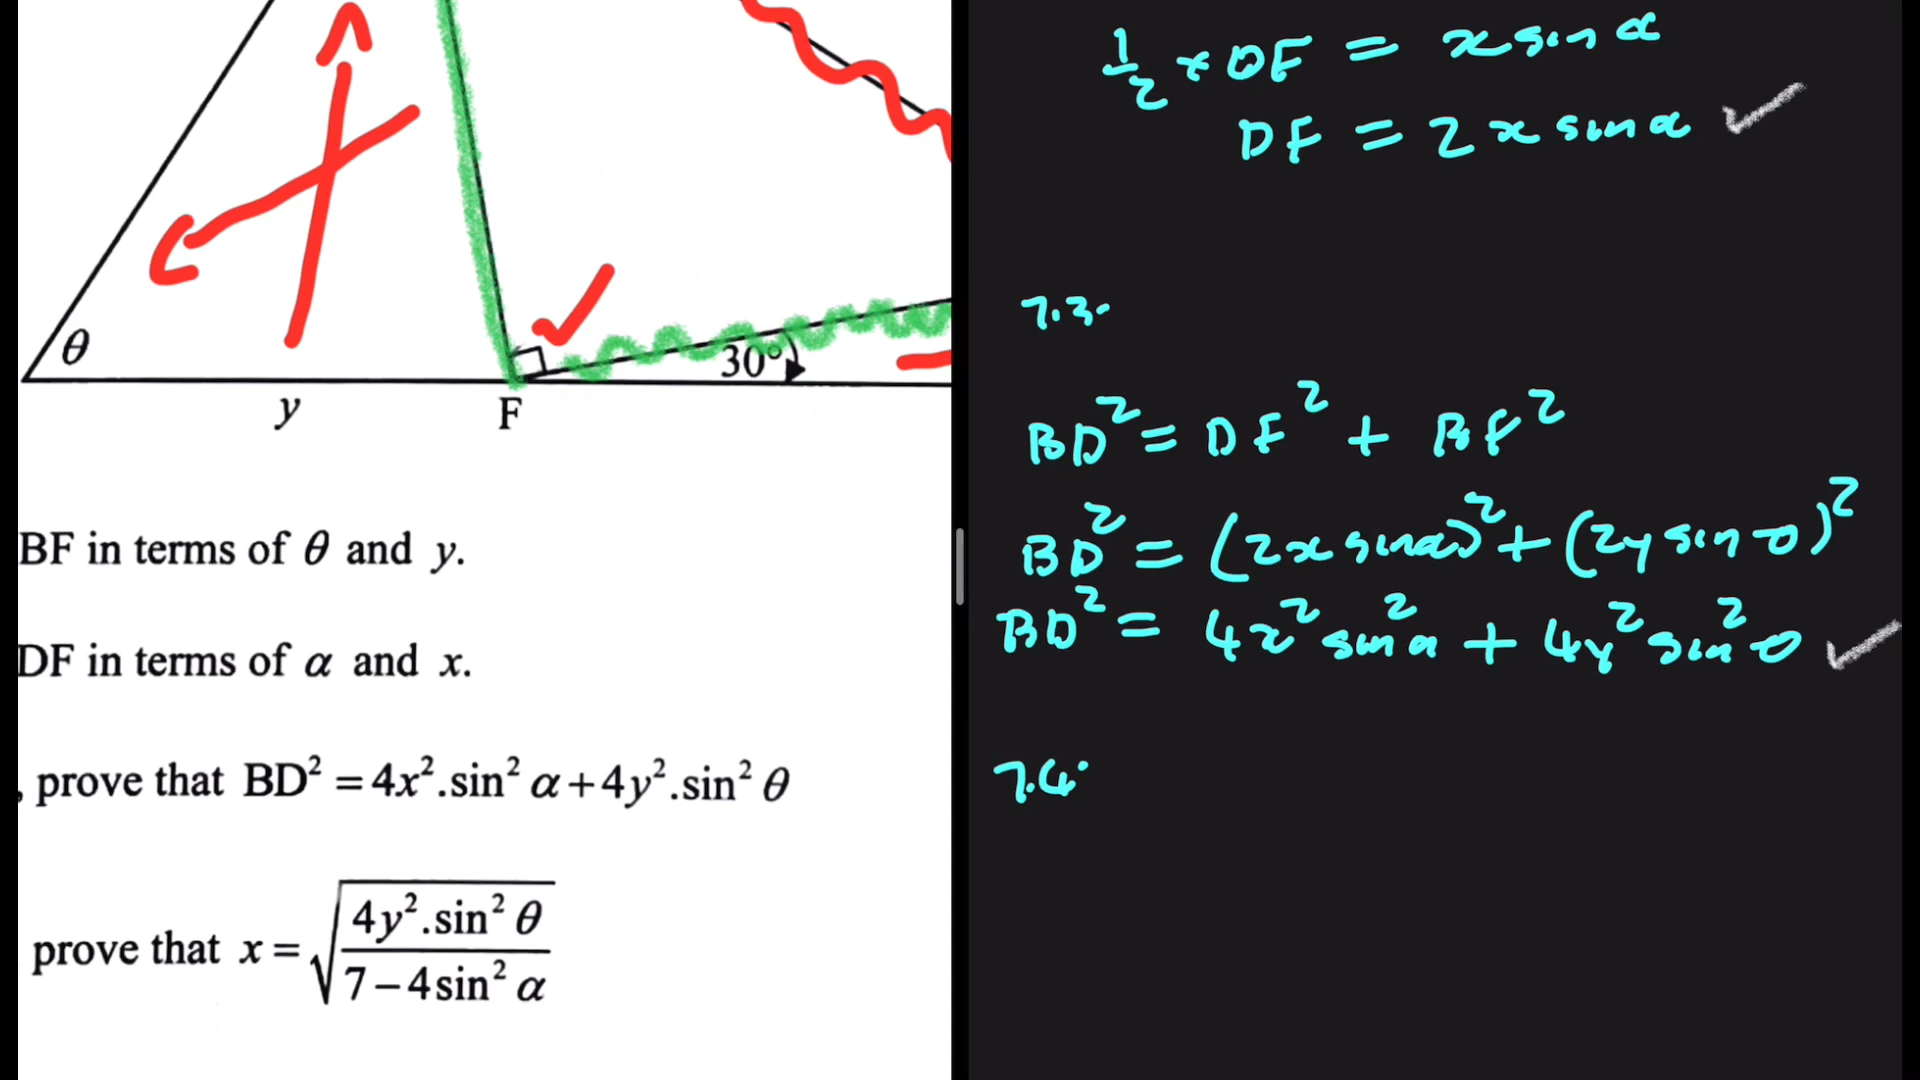 θ
30°
y
F
BF in terms of θ and y.
DF in terms of α and x.
, prove that BD² = 4x².sin² α + 4y².sin² θ
prove that x = √(4y².sin² θ / 7 − 4sin² α)
½ × DF = x sin α
DF = 2x sin α ✓
7.3.
BD² = DF² + BF²
BD² = (2x sin α)² + (2y sin θ)²
BD² = 4x² sin² α + 4y² sin² θ ✓
7.4.